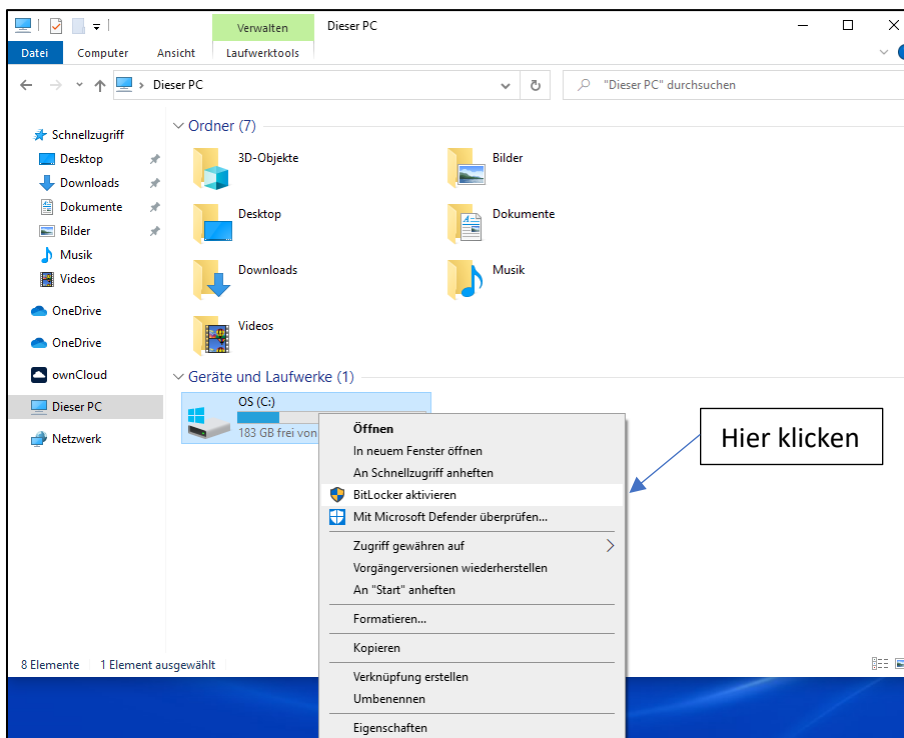 Verwalten
Dieser PC
Datei
Computer
Ansicht
Laufwerktools
Dieser PC
"Dieser PC" durchsuchen
Schnellzugriff
Desktop
Downloads
Dokumente
Bilder
Musik
Videos
OneDrive
OneDrive
ownCloud
Dieser PC
Netzwerk
Ordner (7)
3D-Objekte
Bilder
Desktop
Dokumente
Downloads
Musik
Videos
Geräte und Laufwerke (1)
OS (C:)
183 GB frei von
Öffnen
In neuem Fenster öffnen
An Schnellzugriff anheften
BitLocker aktivieren
Mit Microsoft Defender überprüfen...
Zugriff gewähren auf
Vorgängerversionen wiederherstellen
An "Start" anheften
Formatieren...
Kopieren
Verknüpfung erstellen
Umbenennen
Eigenschaften
Hier klicken
8 Elemente
1 Element ausgewählt